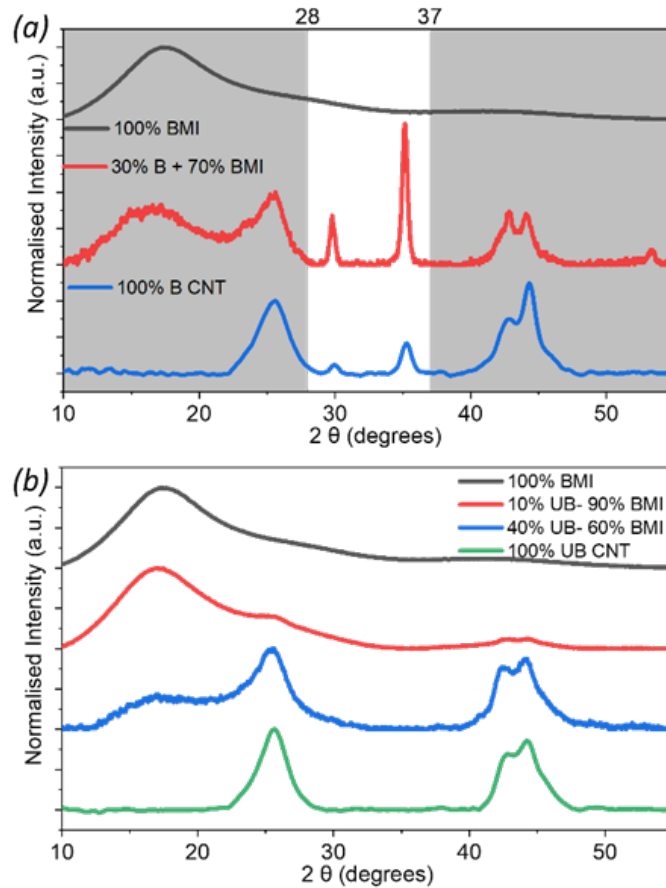 28 37
(a)
Normalised Intensity (a.u.)
100% BMI
30% B + 70% BMI
100% B CNT
10 20 30 40 50
2 θ (degrees)
(b)
Normalised Intensity (a.u.)
100% BMI
10% UB- 90% BMI
40% UB- 60% BMI
100% UB CNT
10 20 30 40 50
2 θ (degrees)